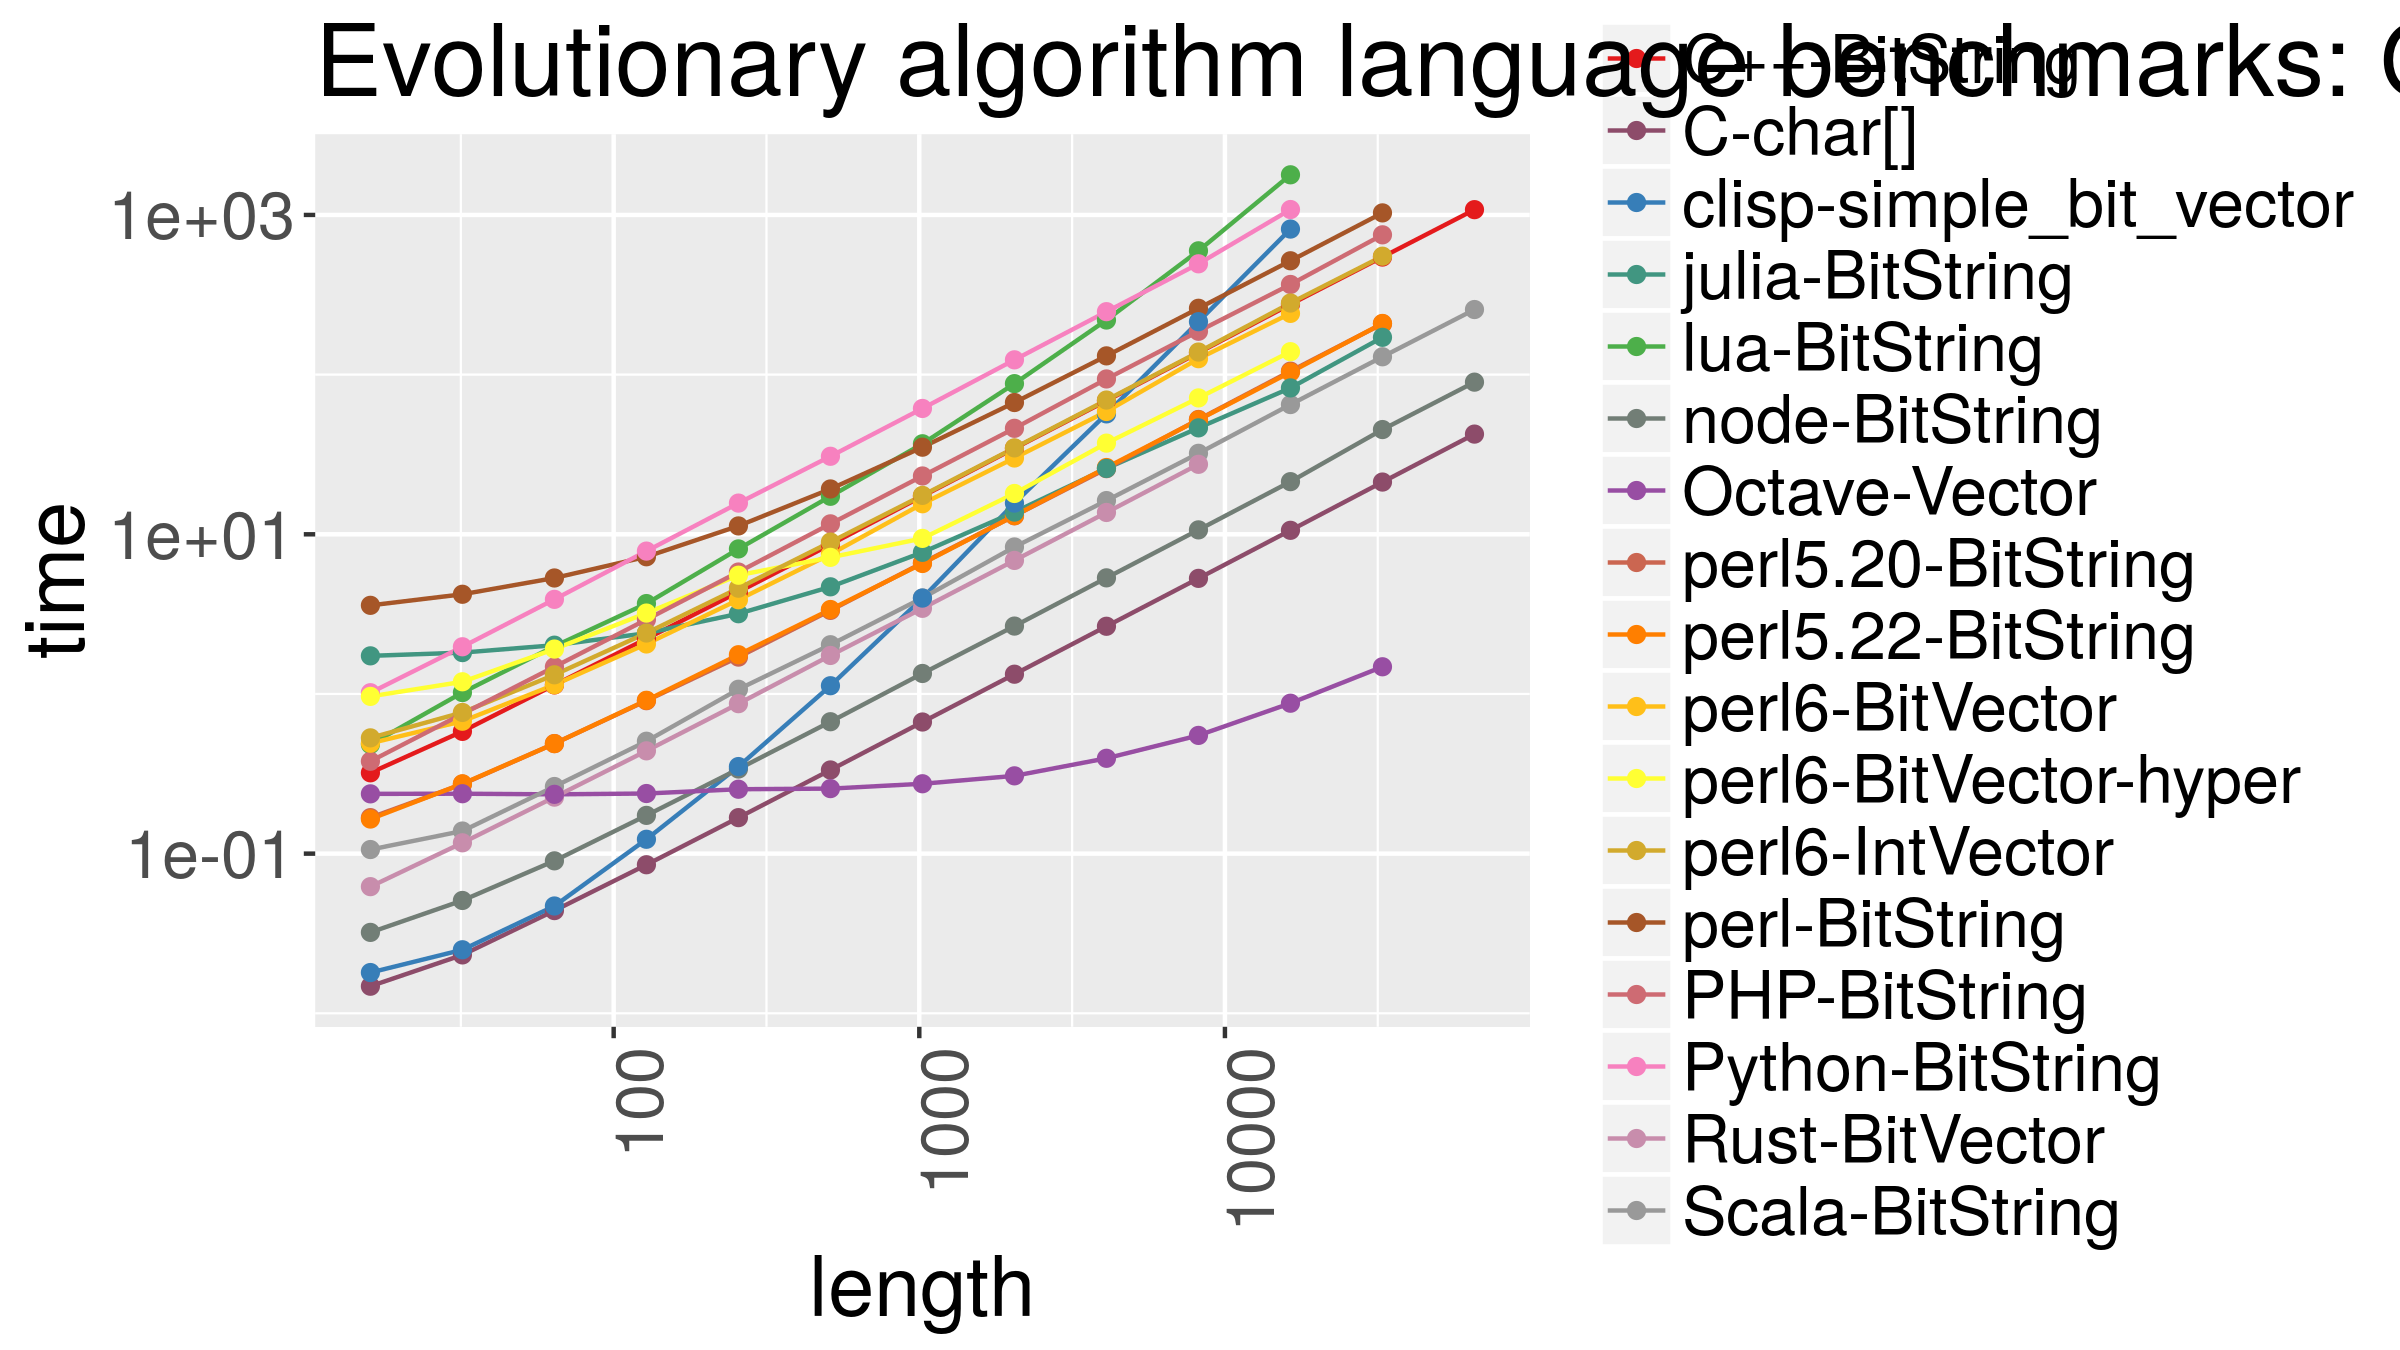 Evolutionary algorithm language benchmarks:
C++-BitString
C-char[]
clisp-simple_bit_vector
julia-BitString
lua-BitString
node-BitString
Octave-Vector
perl5.20-BitString
perl5.22-BitString
perl6-BitVector
perl6-BitVector-hyper
perl6-IntVector
perl-BitString
PHP-BitString
Python-BitString
Rust-BitVector
Scala-BitString
time
1e+03
1e+01
1e-01
100
1000
10000
length